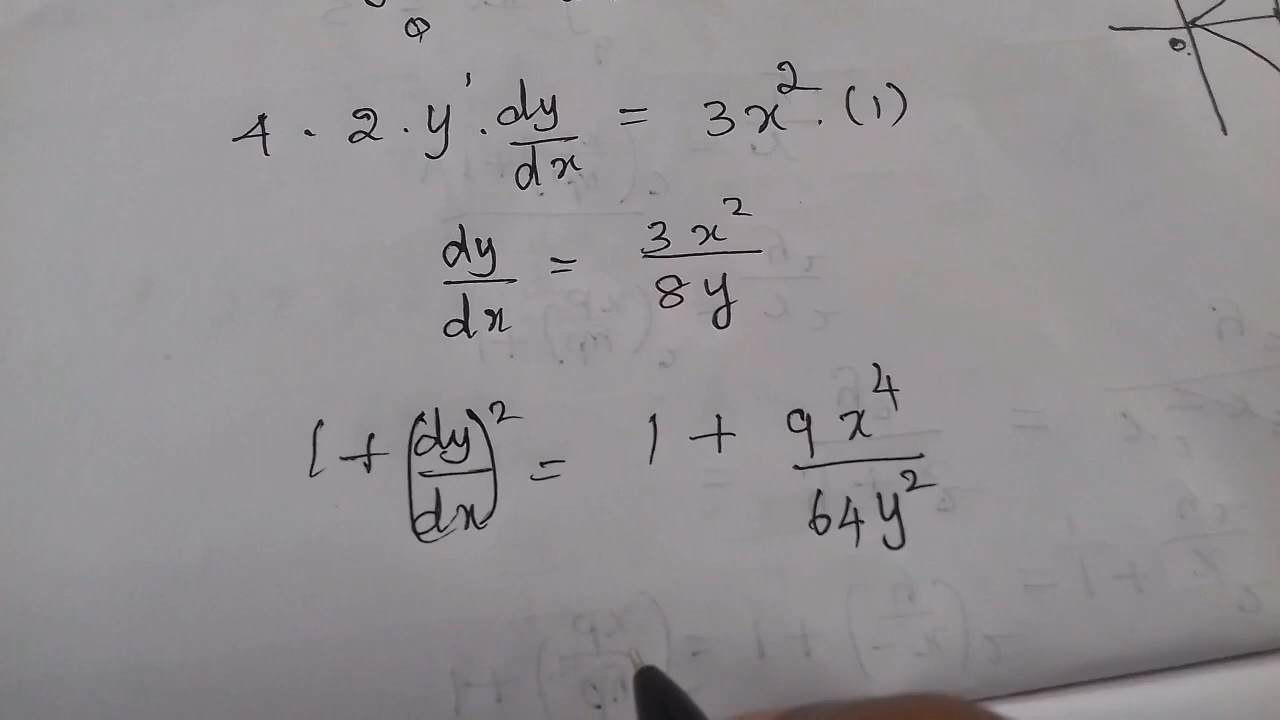 Q
4 · 2 · y' · dy/dx = 3x² · (1)
dy/dx = 3x²/8y
1 + (dy/dx)² = 1 + 9x⁴/64y²